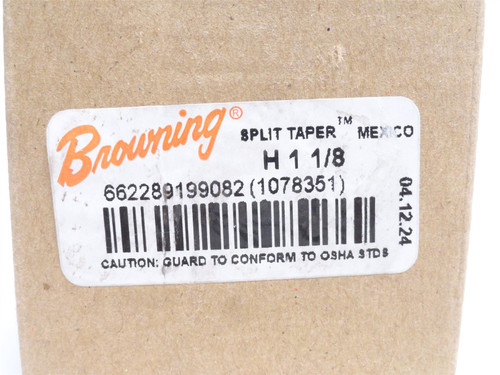 Browning® SPLIT TAPER™ MEXICO
H 1 1/8
662289199082 (1078351)
CAUTION: GUARD TO CONFORM TO OSHA STDS
04.12.24